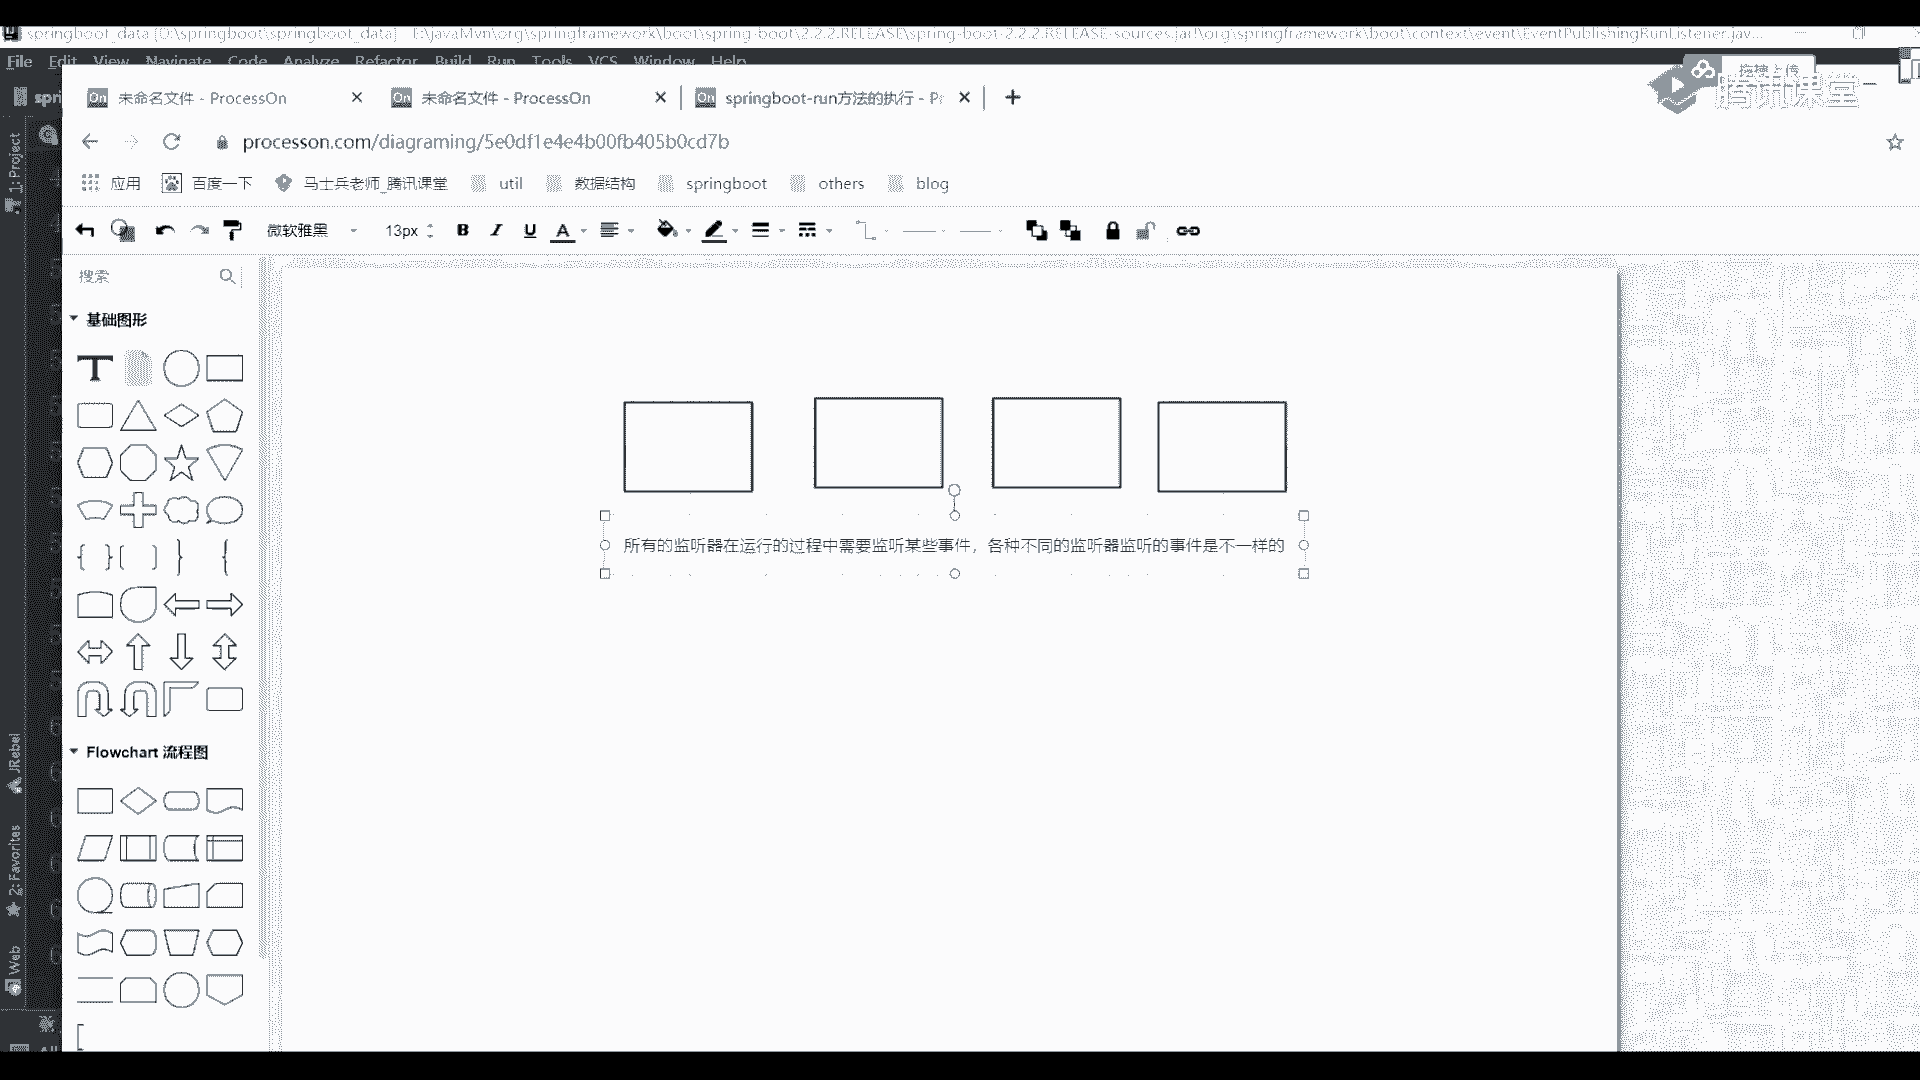 springboot_data [D:\springboot\springboot_data] - E:\javaMvn\org\springframework\boot\spring-boot\2.2.2.RELEASE\spring-boot-2.2.2.RELEASE-sources.jar!\org\springframework\boot\context\event\EventPublishingRunListener.jav...
File Edit View Navigate Code Analyze Refactor Build Run Tools VCS Window Help
spri
未命名文件 - ProcessOn
未命名文件 - ProcessOn
springboot-run方法的执行 - Pr
腾讯课堂
processon.com/diagraming/5e0df1e4e4b00fb405b0cd7b
应用 百度一下 马士兵老师_腾讯课堂 util 数据结构 springboot others blog
微软雅黑 13px B I U A
搜索
基础图形
T
所有的监听器在运行的过程中需要监听某些事件，各种不同的监听器监听的事件是不一样的
Flowchart 流程图
1: Project
JRebel
2: Favorites
Web